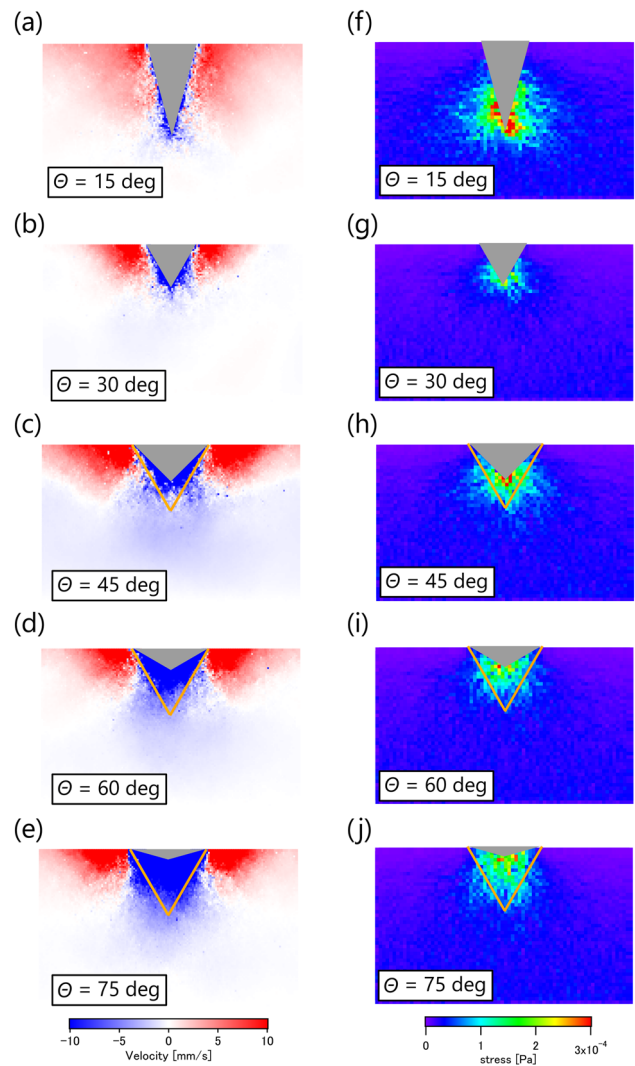 (a)
(f)
Θ = 15 deg
Θ = 15 deg
(b)
(g)
Θ = 30 deg
Θ = 30 deg
(c)
(h)
Θ = 45 deg
Θ = 45 deg
(d)
(i)
Θ = 60 deg
Θ = 60 deg
(e)
(j)
Θ = 75 deg
Θ = 75 deg
-10 -5 0 5 10
Velocity [mm/s]
0 1 2 3x10⁻⁴
stress [Pa]